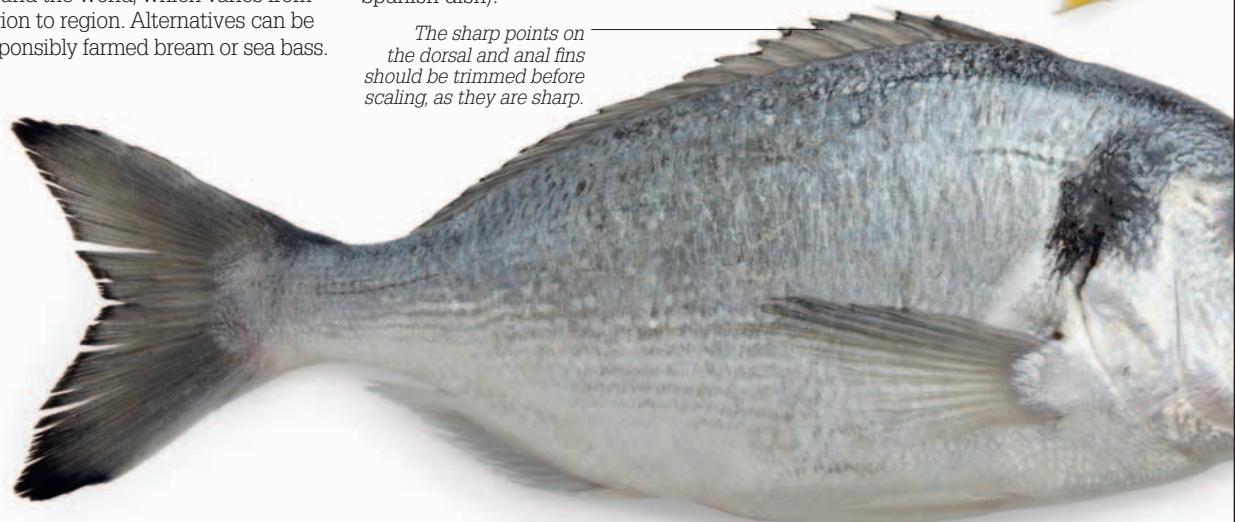 und the world, which varies from
ion to region. Alternatives can be
ponsibly farmed bream or sea bass.
Spanish dish).
The sharp points on
the dorsal and anal fins
should be trimmed before
scaling, as they are sharp.